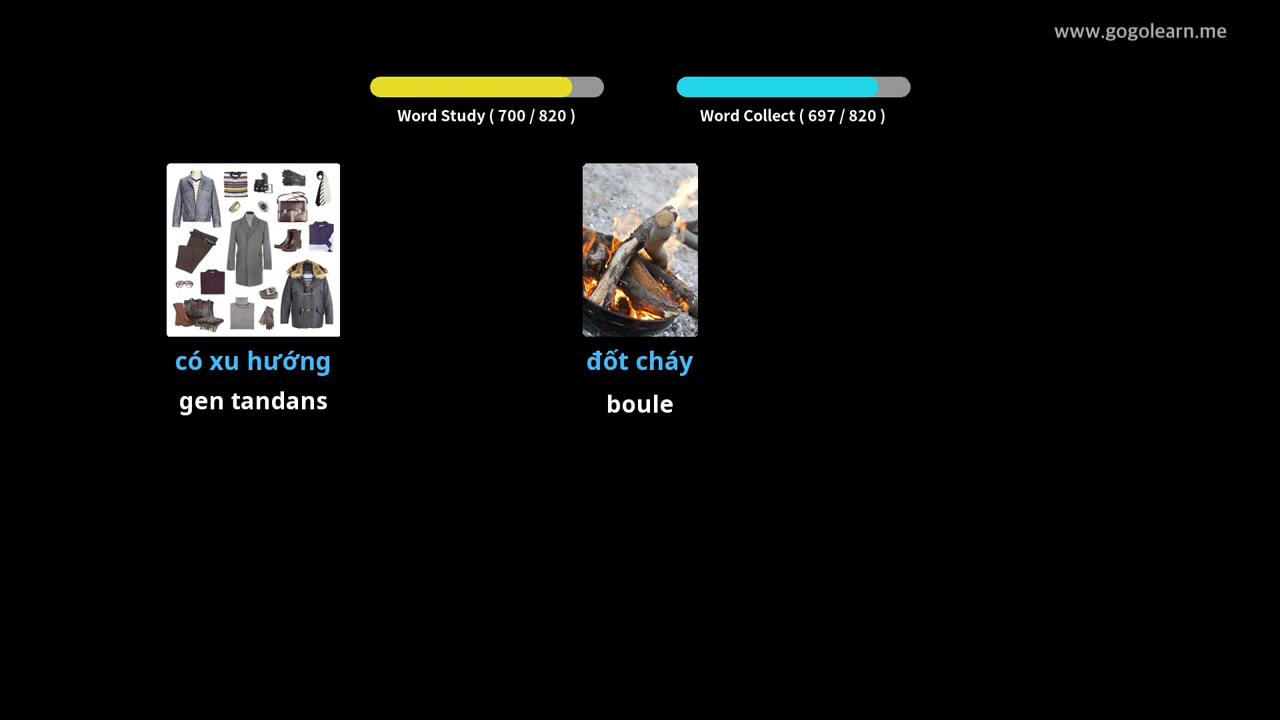 www.gogolearn.me
Word Study ( 700 / 820 )
Word Collect ( 697 / 820 )
có xu hướng
gen tandans
đốt cháy
boule